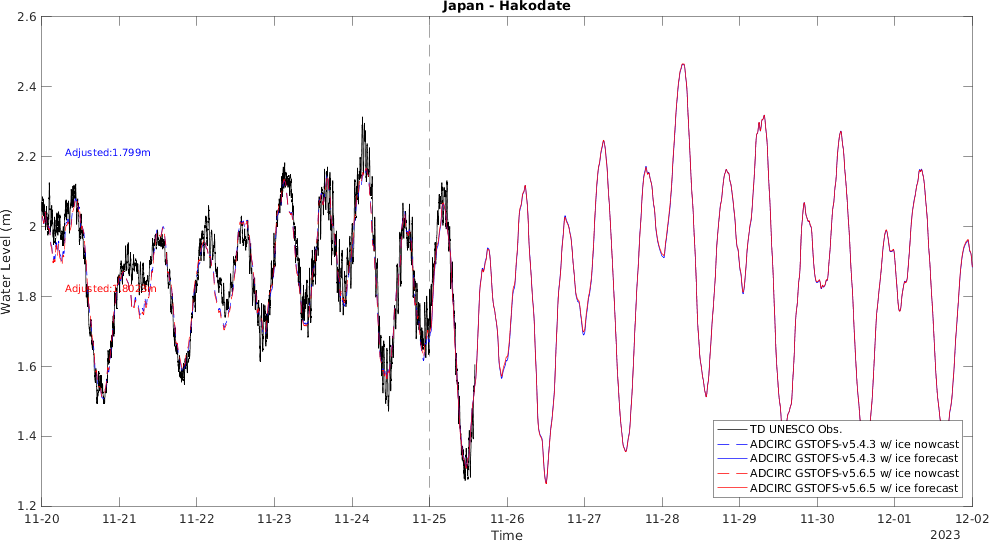 Japan - Hakodate
Water Level (m)
2.6
2.4
2.2
2
1.8
1.6
1.4
1.2
Adjusted:1.799m
TD UNESCO Obs.
ADCIRC GSTOFS-v5.4.3 w/ ice nowcast
ADCIRC GSTOFS-v5.4.3 w/ ice forecast
ADCIRC GSTOFS-v5.6.5 w/ ice nowcast
ADCIRC GSTOFS-v5.6.5 w/ ice forecast
11-20 11-21 11-22 11-23 11-24 11-25 11-26 11-27 11-28 11-29 11-30 12-01 12-02
Time
2023